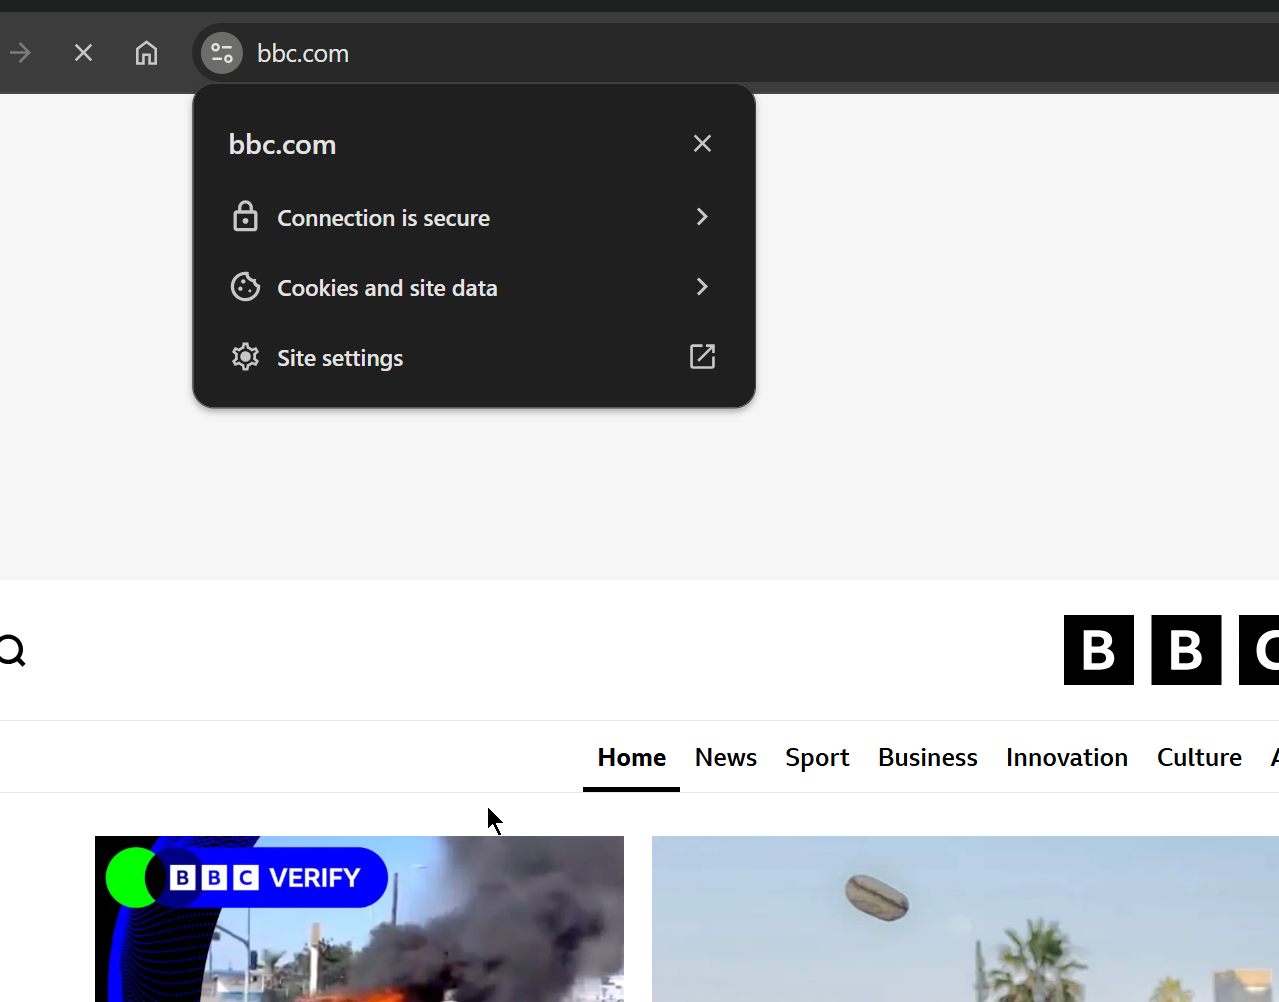 bbc.com
bbc.com
Connection is secure
Cookies and site data
Site settings
B B C
Home News Sport Business Innovation Culture A
BBC VERIFY